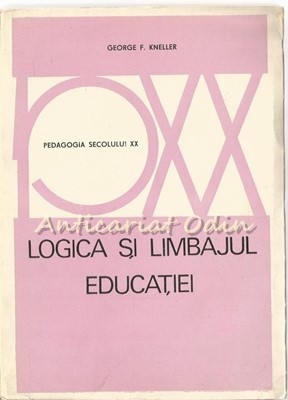 GEORGE F. KNELLER
PEDAGOGIA SECOLULUI XX
Anticariat Odin
LOGICA ȘI LIMBAJUL
EDUCAȚIEI